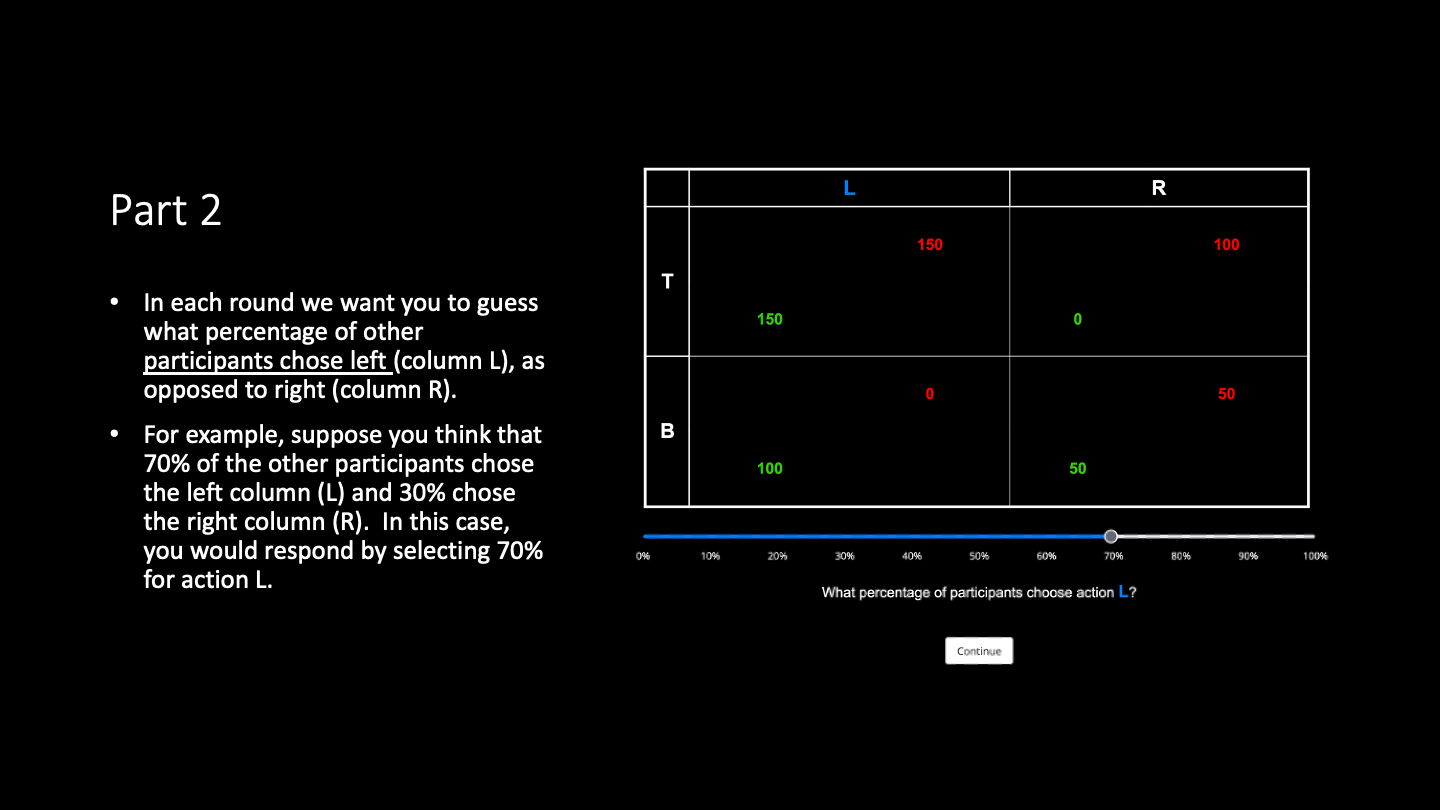 Part 2
• In each round we want you to guess
what percentage of other
participants chose left (column L), as
opposed to right (column R).
• For example, suppose you think that
70% of the other participants chose
the left column (L) and 30% chose
the right column (R).  In this case,
you would respond by selecting 70%
for action L.
L R
150 100
T
150 0
0 50
B
100 50
0% 10% 20% 30% 40% 50% 60% 70% 80% 90% 100%
What percentage of participants choose action L?
Continue